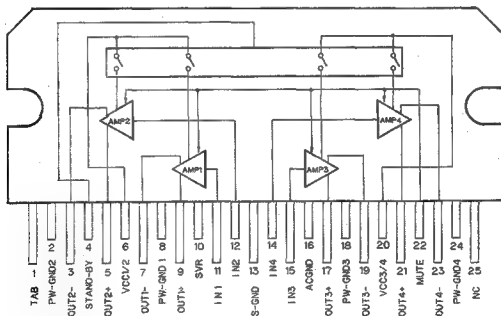 AMP2
AMP4
AMP1
AMP3
1 TAB
2 PW-GND2
3 OUT2-
4 STAND-BY
5 OUT2+
6 VCC1/2
7 OUT1-
8 PW-GND1
9 OUT1+
10 SVR
11 IN1
12 IN2
13 S-GND
14 IN4
15 IN3
16 ACGND
17 OUT3+
18 PW-GND3
19 OUT3-
20 VCC3/4
21 OUT4+
22 MUTE
23 OUT4-
24 PW-GND4
25 NC